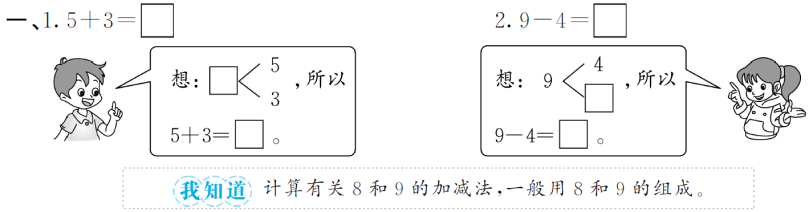 一、1. 5+3=□ 2. 9-4=□
想：□<5 3，所以 想：9<4 □，所以
5+3=□。 9-4=□。
我知道 计算有关 8 和 9 的加减法，一般用 8 和 9 的组成。